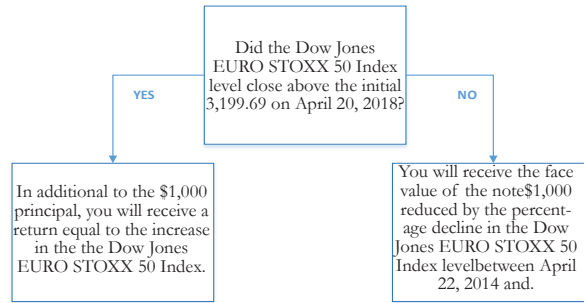 Did the Dow Jones
EURO STOXX 50 Index
level close above the initial
3,199.69 on April 20, 2018?
YES
NO
In additional to the $1,000
principal, you will receive a
return equal to the increase
in the the Dow Jones
EURO STOXX 50 Index.
You will receive the face
value of the note$1,000
reduced by the percent-
age decline in the Dow
Jones EURO STOXX 50
Index levelbetween April
22, 2014 and.